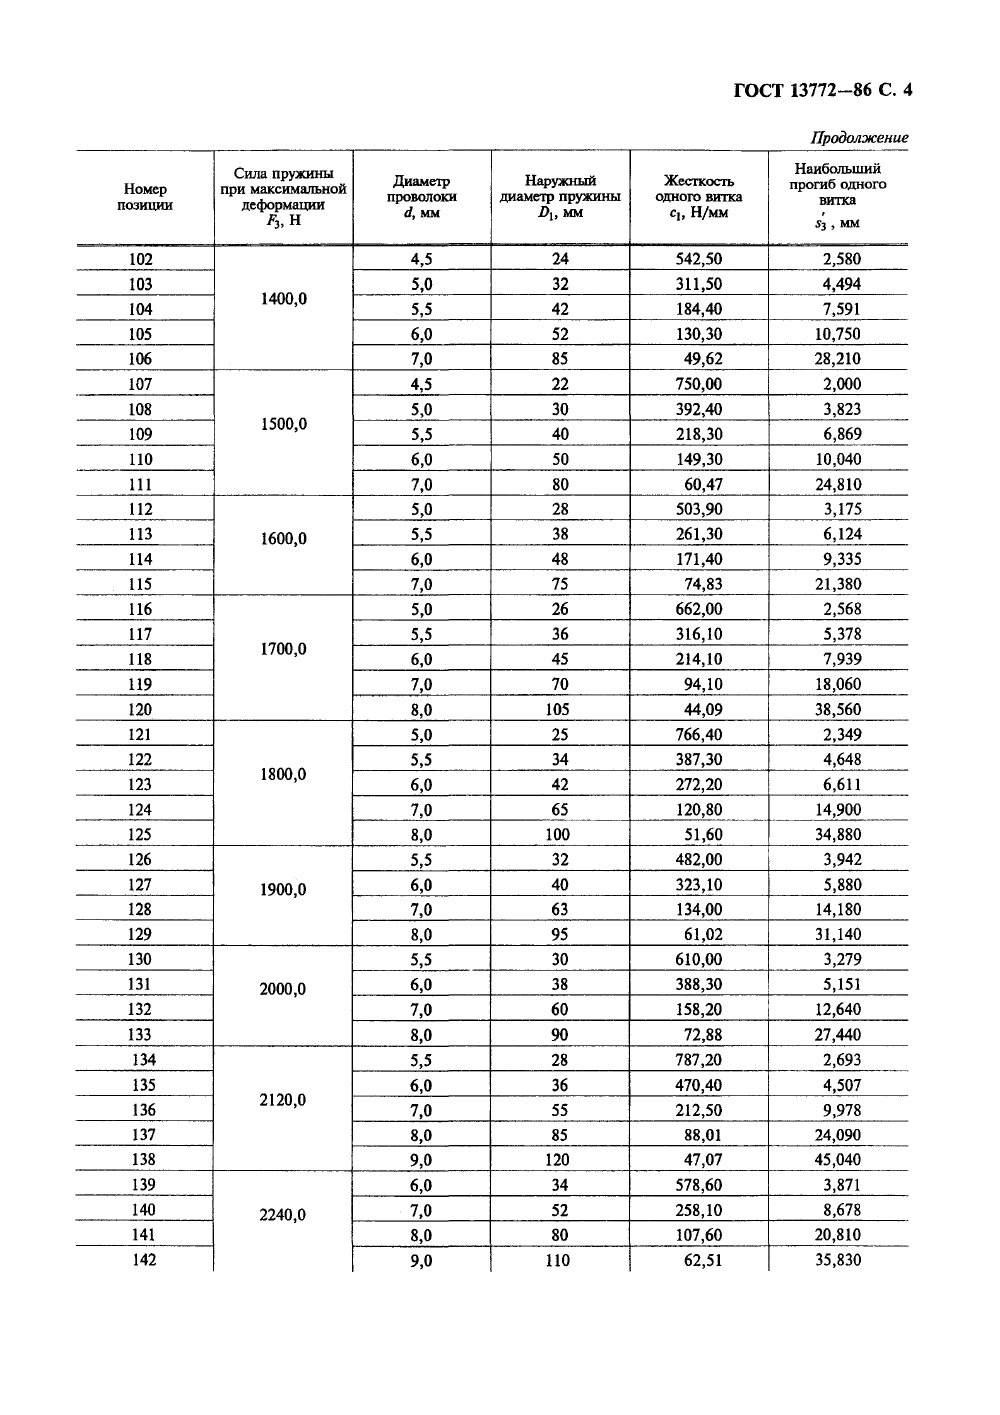 ГОСТ 13772—86 С. 4
Продолжение
Номер позиции | Сила пружины при максимальной деформации F₃, Н | Диаметр проволоки d, мм | Наружный диаметр пружины D₁, мм | Жесткость одного витка c₁, Н/мм | Наибольший прогиб одного витка s′₃, мм
102 | 1400,0 | 4,5 | 24 | 542,50 | 2,580
103 | 5,0 | 32 | 311,50 | 4,494
104 | 5,5 | 42 | 184,40 | 7,591
105 | 6,0 | 52 | 130,30 | 10,750
106 | 7,0 | 85 | 49,62 | 28,210
107 | 1500,0 | 4,5 | 22 | 750,00 | 2,000
108 | 5,0 | 30 | 392,40 | 3,823
109 | 5,5 | 40 | 218,30 | 6,869
110 | 6,0 | 50 | 149,30 | 10,040
111 | 7,0 | 80 | 60,47 | 24,810
112 | 1600,0 | 5,0 | 28 | 503,90 | 3,175
113 | 5,5 | 38 | 261,30 | 6,124
114 | 6,0 | 48 | 171,40 | 9,335
115 | 7,0 | 75 | 74,83 | 21,380
116 | 1700,0 | 5,0 | 26 | 662,00 | 2,568
117 | 5,5 | 36 | 316,10 | 5,378
118 | 6,0 | 45 | 214,10 | 7,939
119 | 7,0 | 70 | 94,10 | 18,060
120 | 8,0 | 105 | 44,09 | 38,560
121 | 1800,0 | 5,0 | 25 | 766,40 | 2,349
122 | 5,5 | 34 | 387,30 | 4,648
123 | 6,0 | 42 | 272,20 | 6,611
124 | 7,0 | 65 | 120,80 | 14,900
125 | 8,0 | 100 | 51,60 | 34,880
126 | 1900,0 | 5,5 | 32 | 482,00 | 3,942
127 | 6,0 | 40 | 323,10 | 5,880
128 | 7,0 | 63 | 134,00 | 14,180
129 | 8,0 | 95 | 61,02 | 31,140
130 | 2000,0 | 5,5 | 30 | 610,00 | 3,279
131 | 6,0 | 38 | 388,30 | 5,151
132 | 7,0 | 60 | 158,20 | 12,640
133 | 8,0 | 90 | 72,88 | 27,440
134 | 2120,0 | 5,5 | 28 | 787,20 | 2,693
135 | 6,0 | 36 | 470,40 | 4,507
136 | 7,0 | 55 | 212,50 | 9,978
137 | 8,0 | 85 | 88,01 | 24,090
138 | 9,0 | 120 | 47,07 | 45,040
139 | 2240,0 | 6,0 | 34 | 578,60 | 3,871
140 | 7,0 | 52 | 258,10 | 8,678
141 | 8,0 | 80 | 107,60 | 20,810
142 | 9,0 | 110 | 62,51 | 35,830